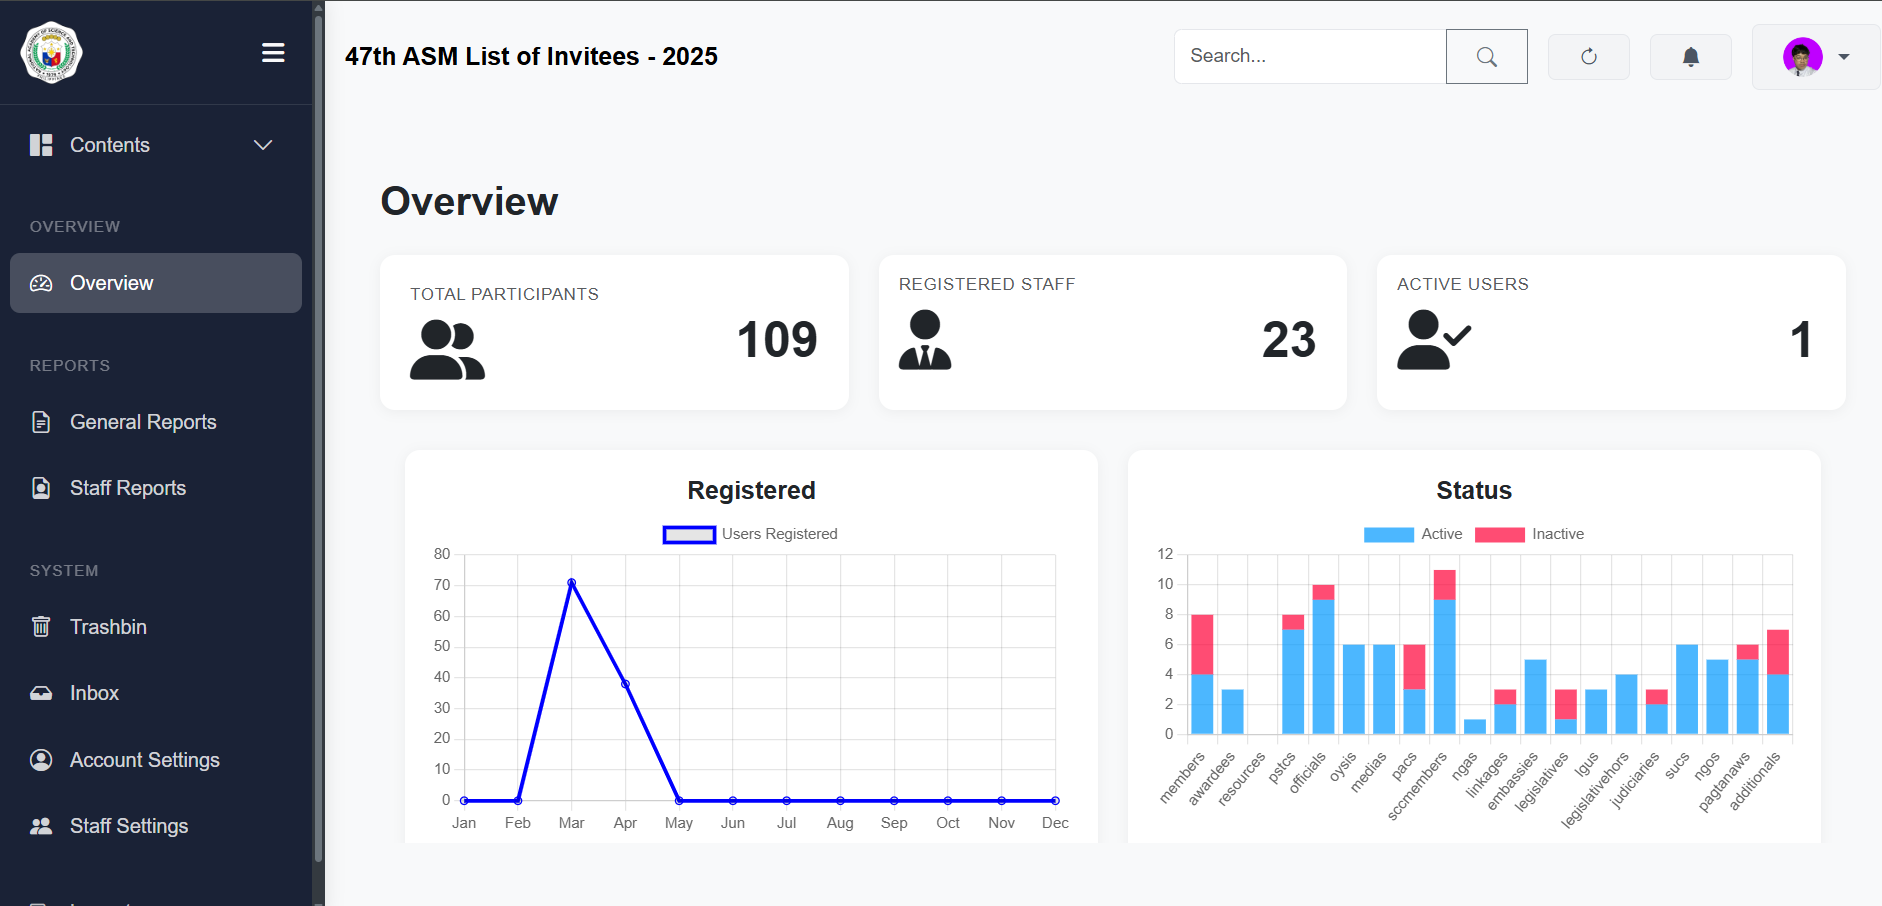 47th ASM List of Invitees - 2025
Search...
Contents
OVERVIEW
Overview
REPORTS
General Reports
Staff Reports
SYSTEM
Trashbin
Inbox
Account Settings
Staff Settings
Overview
TOTAL PARTICIPANTS
109
REGISTERED STAFF
23
ACTIVE USERS
1
Registered
Users Registered
80
70
60
50
40
30
20
10
0
Jan Feb Mar Apr May Jun Jul Aug Sep Oct Nov Dec
Status
Active Inactive
12
10
8
6
4
2
0
members
awardees
resources
pstcs
officials
oysis
medias
pacs
sccmembers
ngas
linkages
embassies
legislatives
lgus
legislativehors
judiciaries
sucs
ngos
pagtanaws
additionals